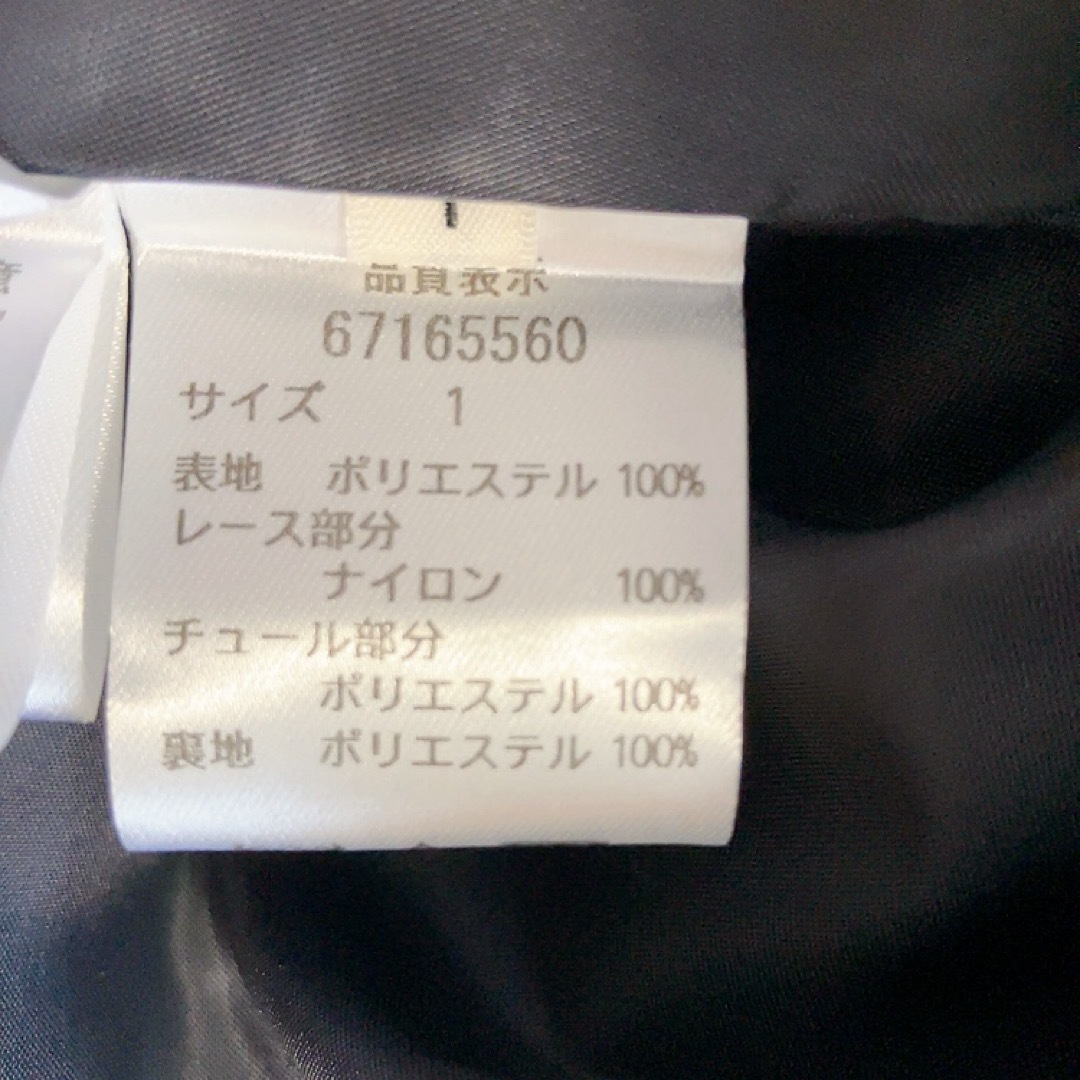 品質表示
67165560
サイズ 1
表地 ポリエステル 100%
レース部分
ナイロン 100%
チュール部分
ポリエステル 100%
裏地 ポリエステル 100%